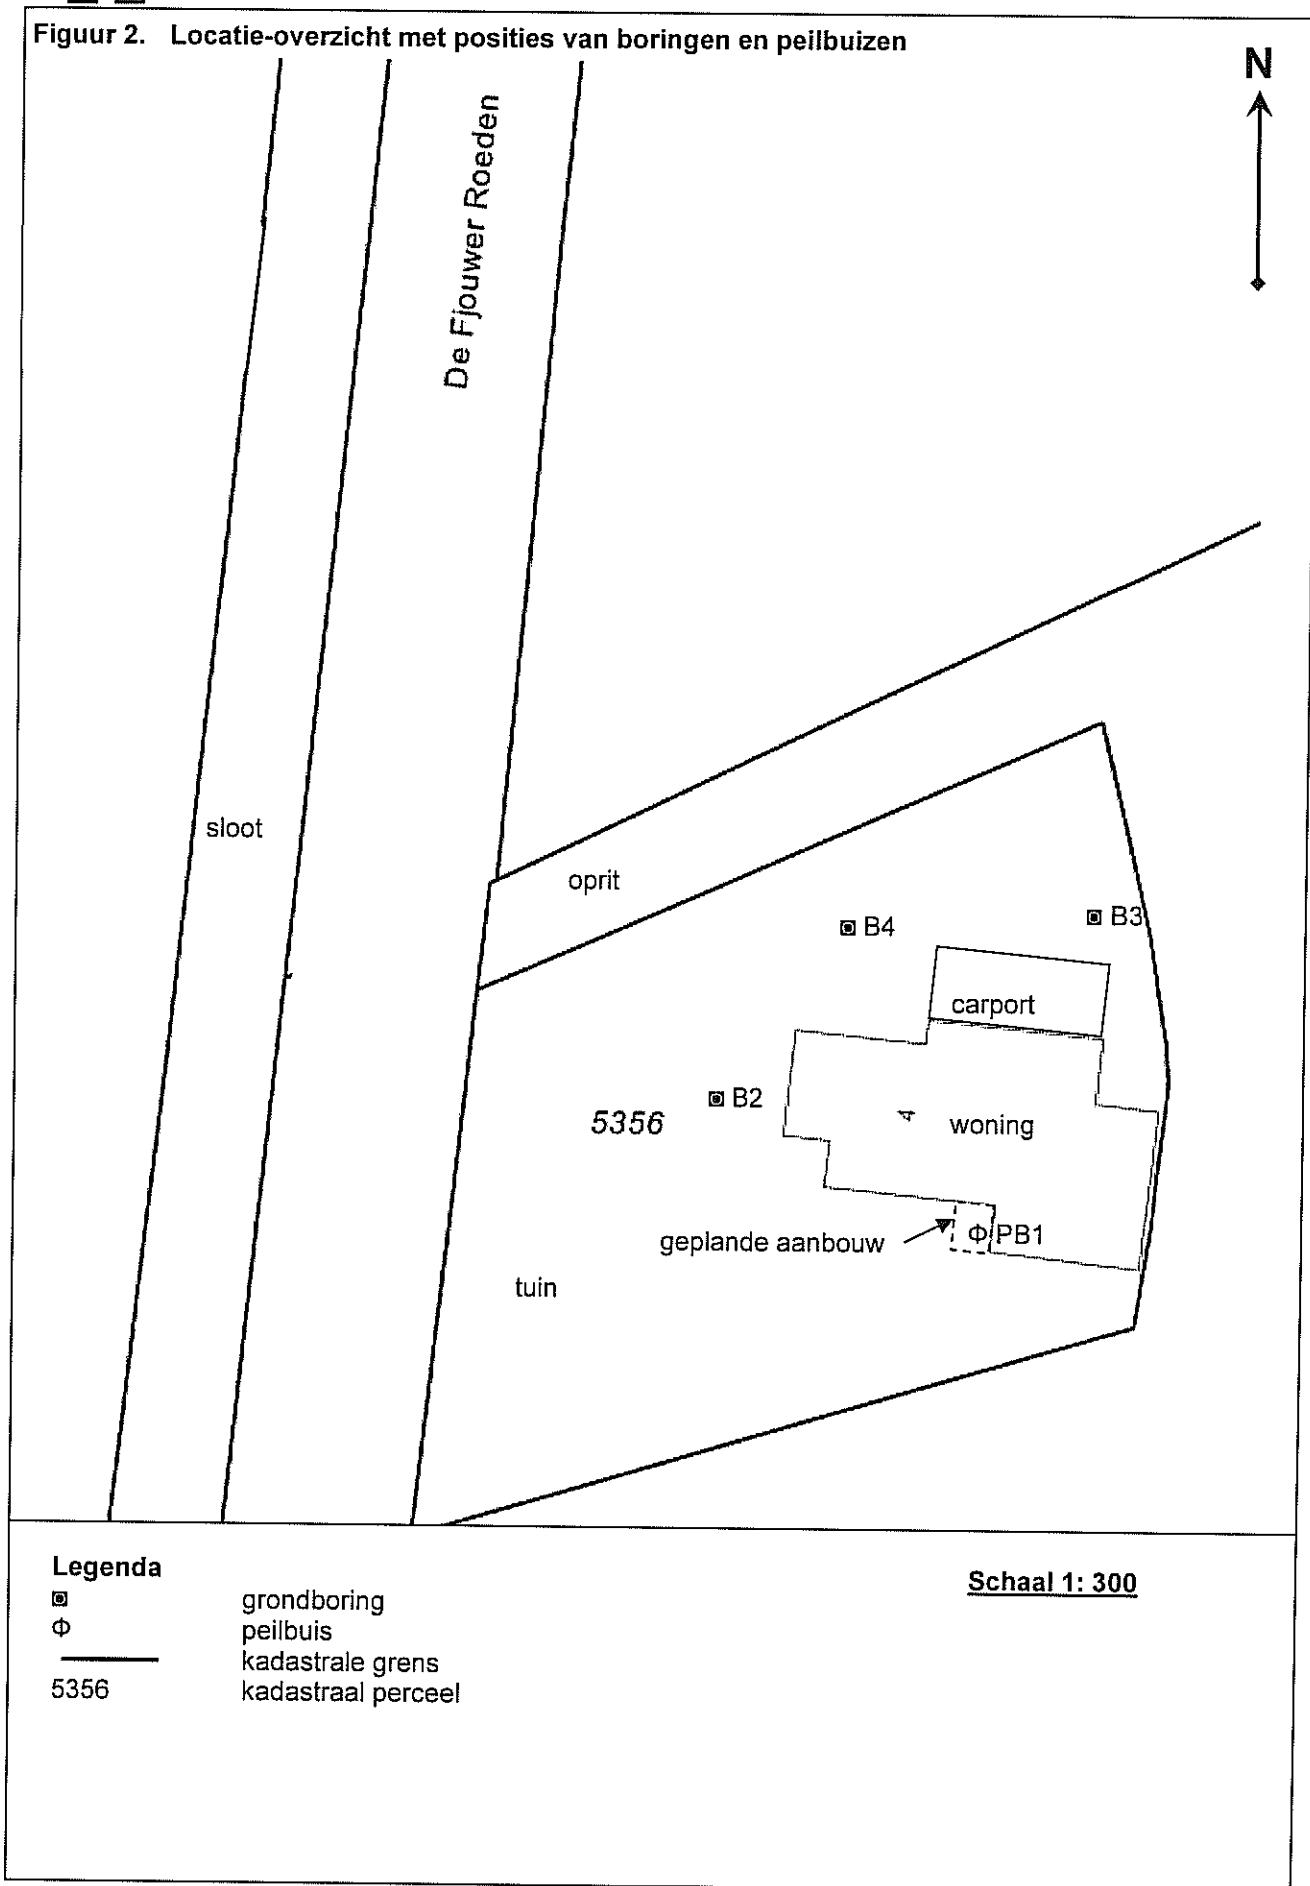 Figuur 2. Locatie-overzicht met posities van boringen en peilbuizen
N
De Fjouwer Roeden
sloot
oprit
B4
B3
carport
B2
5356
4
woning
geplande aanbouw
PB1
tuin
Legenda
Schaal 1: 300
grondboring
Φ peilbuis
kadastrale grens
5356 kadastraal perceel